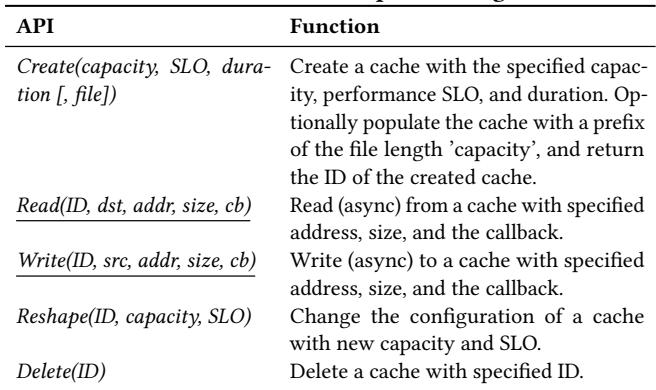 API Function
Create(capacity, SLO, dura- Create a cache with the specified capac-
tion [, file]) ity, performance SLO, and duration. Op-
tionally populate the cache with a prefix
of the file length 'capacity', and return
the ID of the created cache.
Read(ID, dst, addr, size, cb) Read (async) from a cache with specified
address, size, and the callback.
Write(ID, src, addr, size, cb) Write (async) to a cache with specified
address, size, and the callback.
Reshape(ID, capacity, SLO) Change the configuration of a cache
with new capacity and SLO.
Delete(ID) Delete a cache with specified ID.